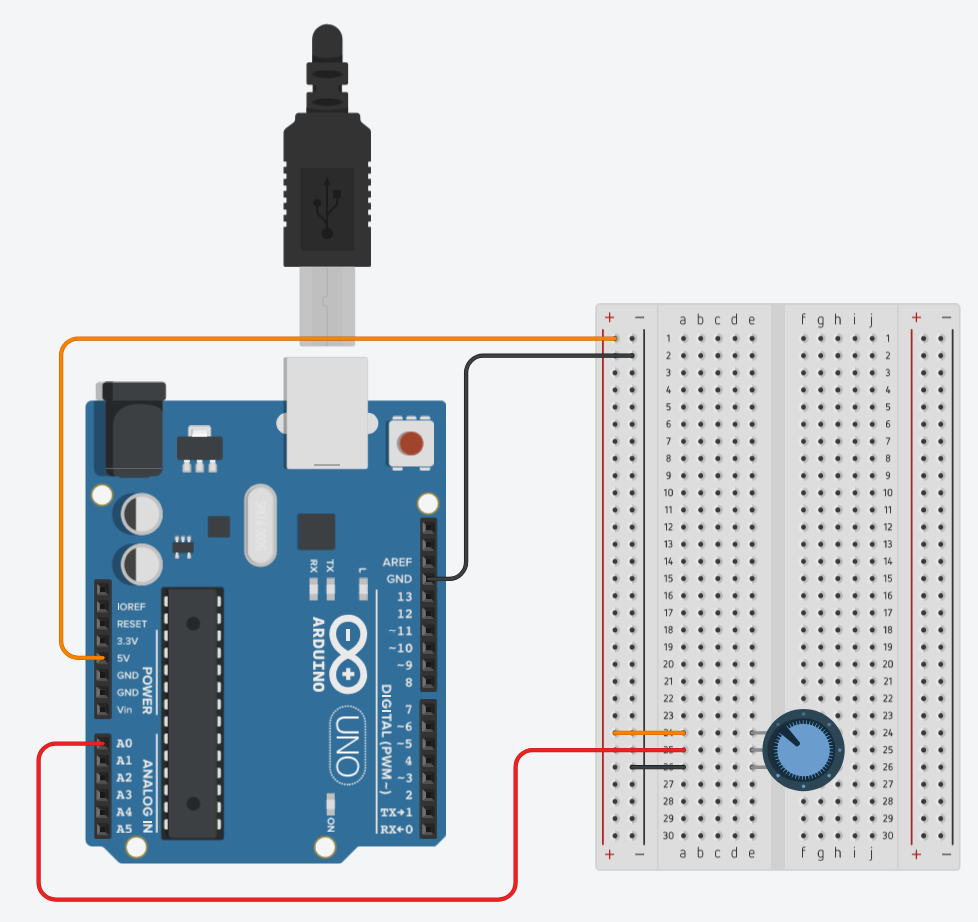 + − a b c d e f g h i j + −
1 1
2 2
3 3
4 4
5 5
6 6
7 7
8 8
9 9
10 10
11 11
12 12
13 13
14 14
15 15
16 16
17 17
18 18
19 19
20 20
21 21
22 22
23 23
24 24
25 25
26 26
27 27
28 28
29 29
30 30
+ − a b c d e f g h i j + −
RX
TX
L
AREF
GND
13
12
~11
~10
~9
8
7
~6
~5
4
~3
2
TX→1
RX←0
DIGITAL (PWM~)
ARDUINO
UNO
ON
IOREF
RESET
3.3V
5V
GND
GND
Vin
POWER
A0
A1
A2
A3
A4
A5
ANALOG IN